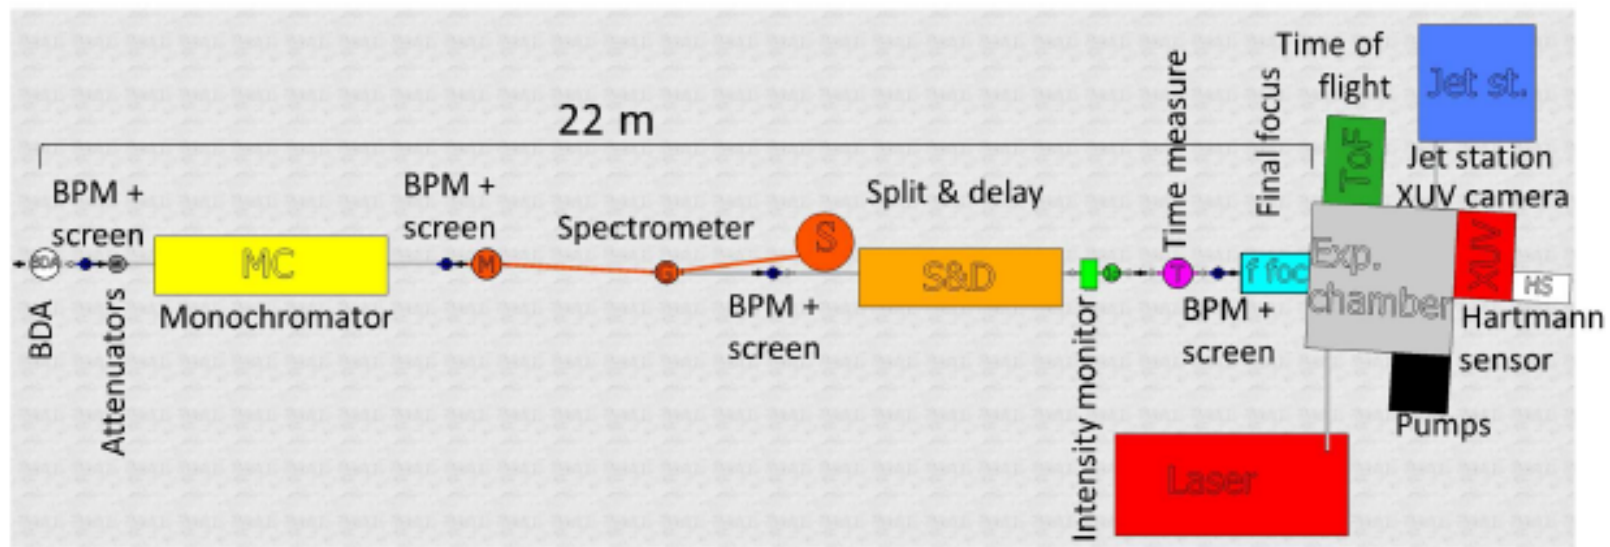 22 m
BDA
BDA
BPM +
screen
Attenuators
MC
Monochromator
BPM +
screen
M
Spectrometer
G
BPM +
screen
S
Split & delay
S&D
Intensity monitor
T
Time measure
BPM +
screen
Final focus
f foc
Time of
flight
ToF
Jet st.
Jet station
XUV camera
XUV
Exp.
chamber
HS
Hartmann
sensor
Pumps
Laser